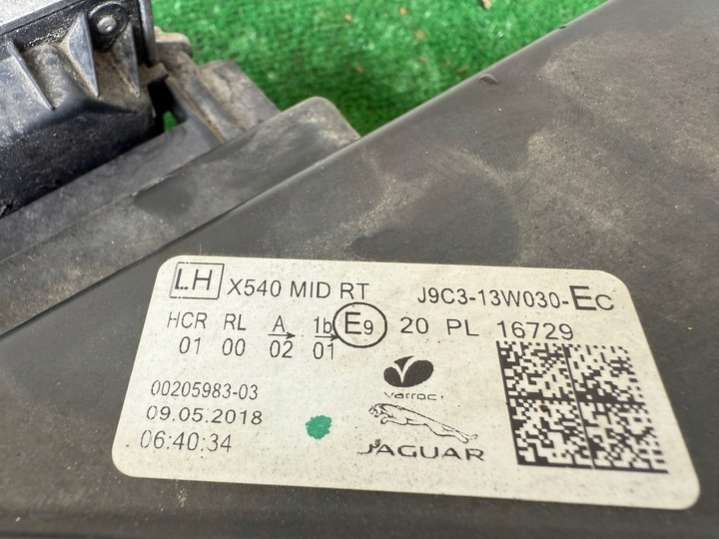 LH X540 MID RT J9C3-13W030-EC
HCR RL A 1b E9 20 PL 16729
01 00 02 01
varroc
00205983-03
09.05.2018
06:40:34
JAGUAR